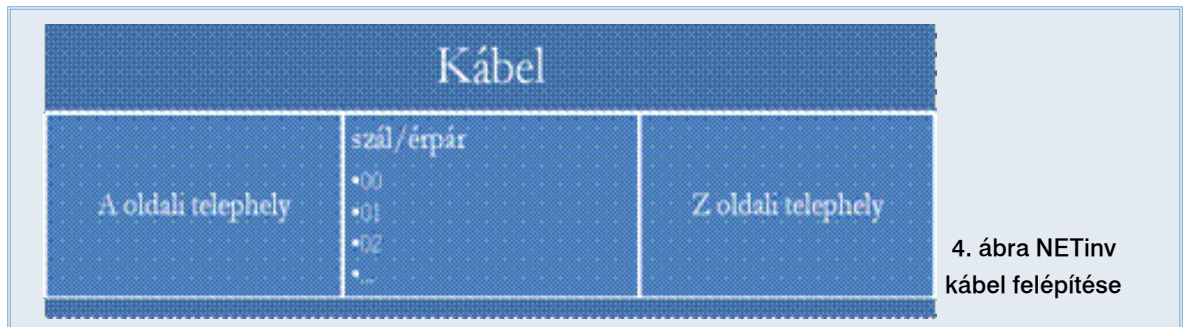 Kábel
szál/érpár
•00
A oldali telephely
•01
Z oldali telephely
•02
•...
4. ábra NETinv
kábel felépítése